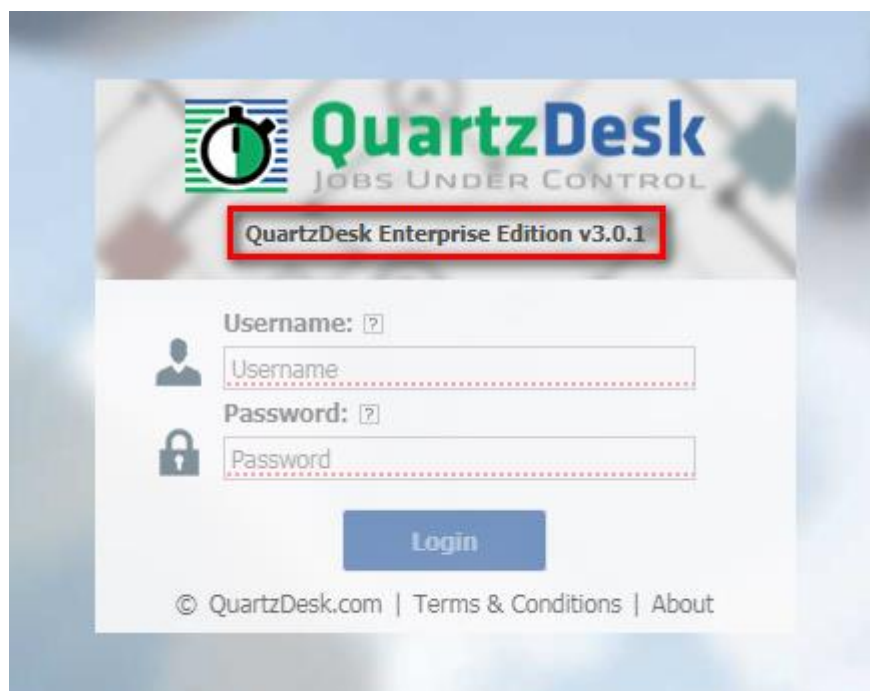 QuartzDesk
JOBS UNDER CONTROL
QuartzDesk Enterprise Edition v3.0.1
Username: ?
Username
Password: ?
Password
Login
© QuartzDesk.com | Terms & Conditions | About